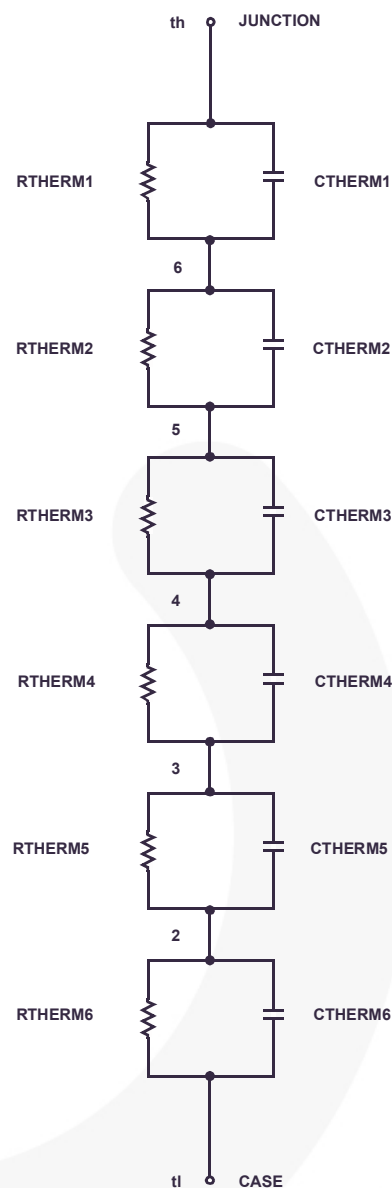 th JUNCTION
RTHERM1 CTHERM1
6
RTHERM2 CTHERM2
5
RTHERM3 CTHERM3
4
RTHERM4 CTHERM4
3
RTHERM5 CTHERM5
2
RTHERM6 CTHERM6
tl CASE